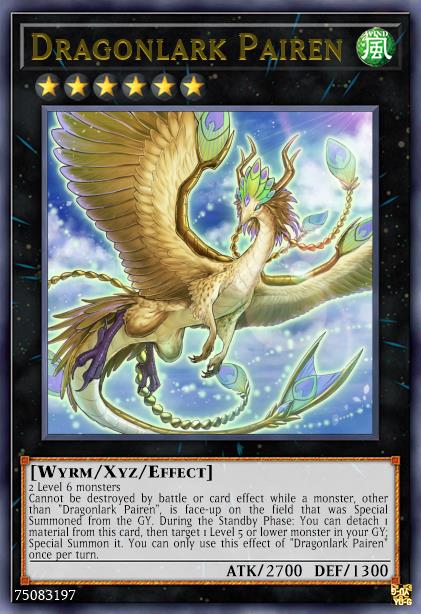 Dragonlark Pairen
WIND
風
[Wyrm/Xyz/Effect]
2 Level 6 monsters
Cannot be destroyed by battle or card effect while a monster, other
than "Dragonlark Pairen", is face-up on the field that was Special
Summoned from the GY. During the Standby Phase: You can detach 1
material from this card, then target 1 Level 5 or lower monster in your GY;
Special Summon it. You can only use this effect of "Dragonlark Pairen"
once per turn.
ATK/2700 DEF/1300
75083197